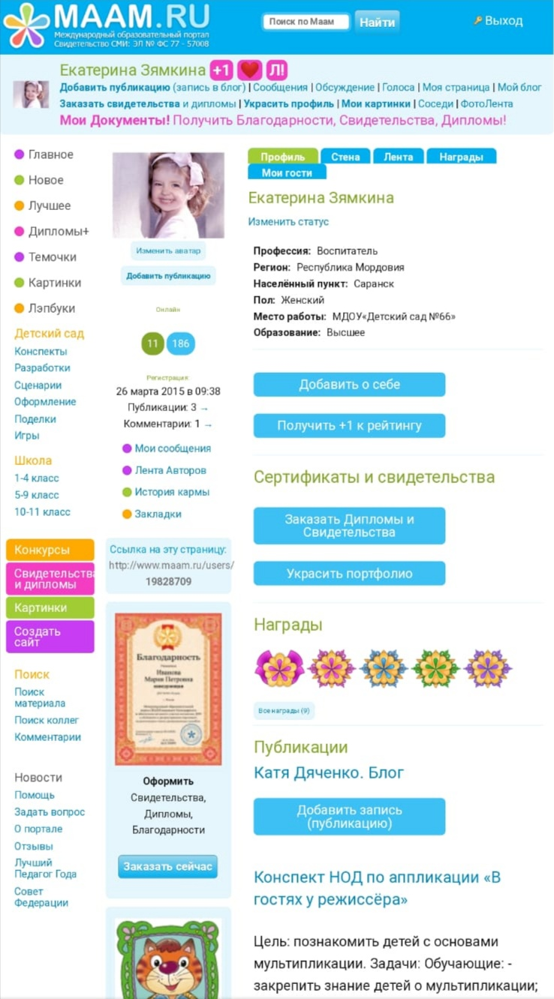 МААМ.RU
Международный образовательный портал
Свидетельство СМИ: ЭЛ № ФС 77 - 57008
Поиск по Маам
Найти
Выход
Екатерина Зямкина +1 Л!
Добавить публикацию (запись в блог) | Сообщения | Обсуждение | Голоса | Моя страница | Мой блог
Заказать свидетельства и дипломы | Украсить профиль | Мои картинки | Соседи | ФотоЛента
Мои Документы! Получить Благодарности, Свидетельства, Дипломы!
Главное
Новое
Лучшее
Дипломы+
Темочки
Картинки
Лэпбуки
Детский сад
Конспекты
Разработки
Сценарии
Оформление
Поделки
Игры
Школа
1-4 класс
5-9 класс
10-11 класс
Конкурсы
Свидетельства
и дипломы
Картинки
Создать
сайт
Поиск
Поиск
материала
Поиск коллег
Комментарии
Новости
Помощь
Задать вопрос
О портале
Отзывы
Лучший
Педагог Года
Совет
Федерации
Изменить аватар
Добавить публикацию
Онлайн
11 186
Регистрация:
26 марта 2015 в 09:38
Публикации: 3 →
Комментарии: 1 →
Мои сообщения
Лента Авторов
История кармы
Закладки
Ссылка на эту страницу:
http://www.maam.ru/users/
19828709
Благодарность
Иванова
Мария Петровна
заведующая
Оформить
Свидетельства,
Дипломы,
Благодарности
Заказать сейчас
Профиль Стена Лента Награды
Мои гости
Екатерина Зямкина
Изменить статус
Профессия: Воспитатель
Регион: Республика Мордовия
Населённый пункт: Саранск
Пол: Женский
Место работы: МДОУ«Детский сад №66»
Образование: Высшее
Добавить о себе
Получить +1 к рейтингу
Сертификаты и свидетельства
Заказать Дипломы и
Свидетельства
Украсить портфолио
Награды
Все награды (9)
Публикации
Катя Дяченко. Блог
Добавить запись
(публикацию)
Конспект НОД по аппликации «В
гостях у режиссёра»
Цель: познакомить детей с основами
мультипликации. Задачи: Обучающие: -
закрепить знание детей о мультипликации;